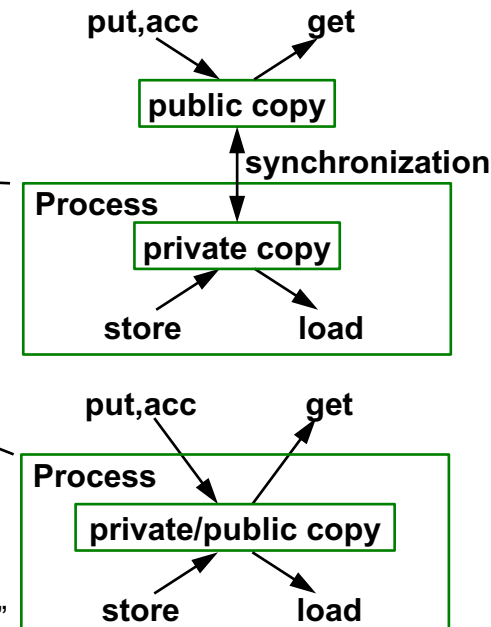 put,acc get
public copy
synchronization
Process
private copy
store load
put,acc get
Process
private/public copy
” store load